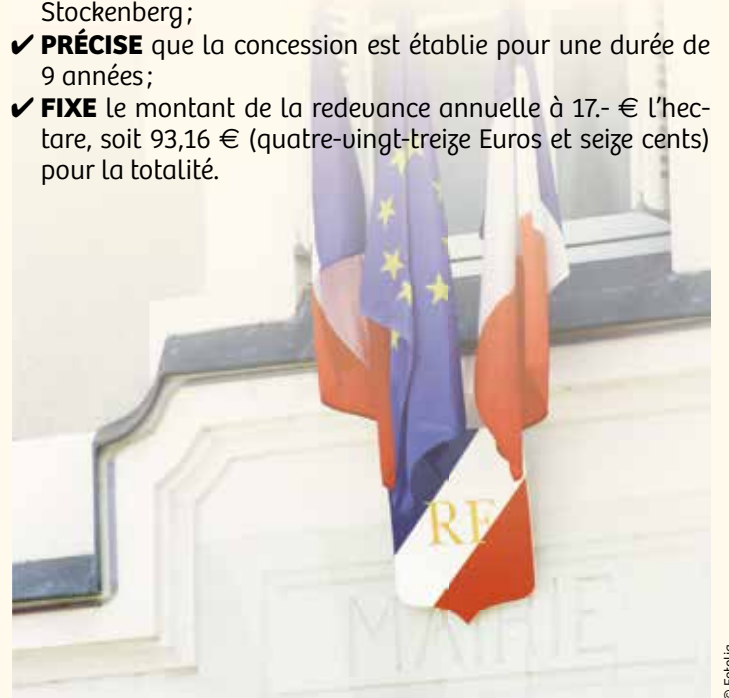 Stockenberg;
✔ PRÉCISE que la concession est établie pour une durée de
9 années;
✔ FIXE le montant de la redevance annuelle à 17.- € l'hec-
tare, soit 93,16 € (quatre-vingt-treize Euros et seize cents)
pour la totalité.
RF
MAIRIE
© Fotolia